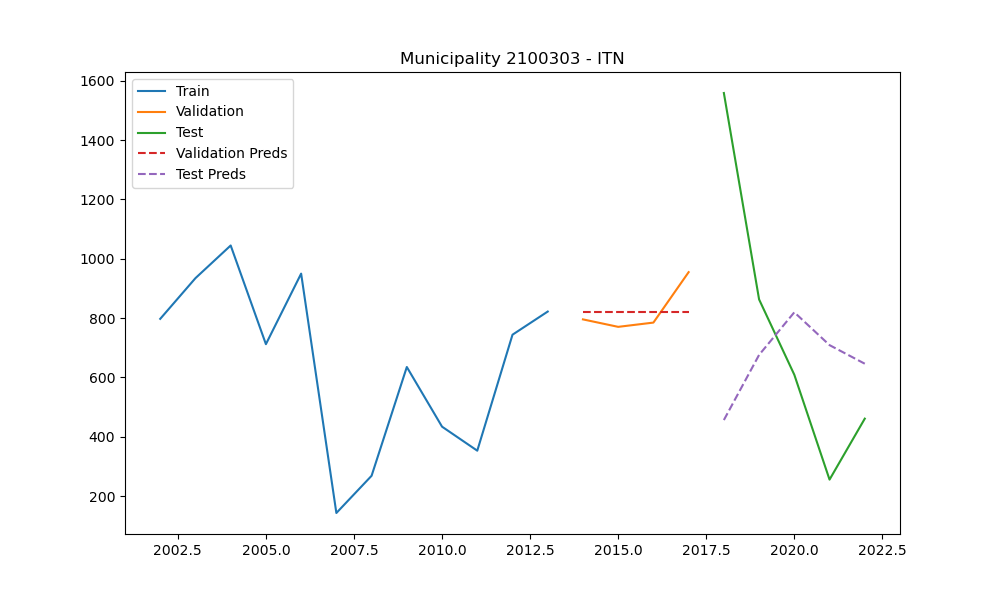 Municipality 2100303 - ITN
1600
1400
1200
1000
800
600
400
200
Train
Validation
Test
Validation Preds
Test Preds
2002.5 2005.0 2007.5 2010.0 2012.5 2015.0 2017.5 2020.0 2022.5